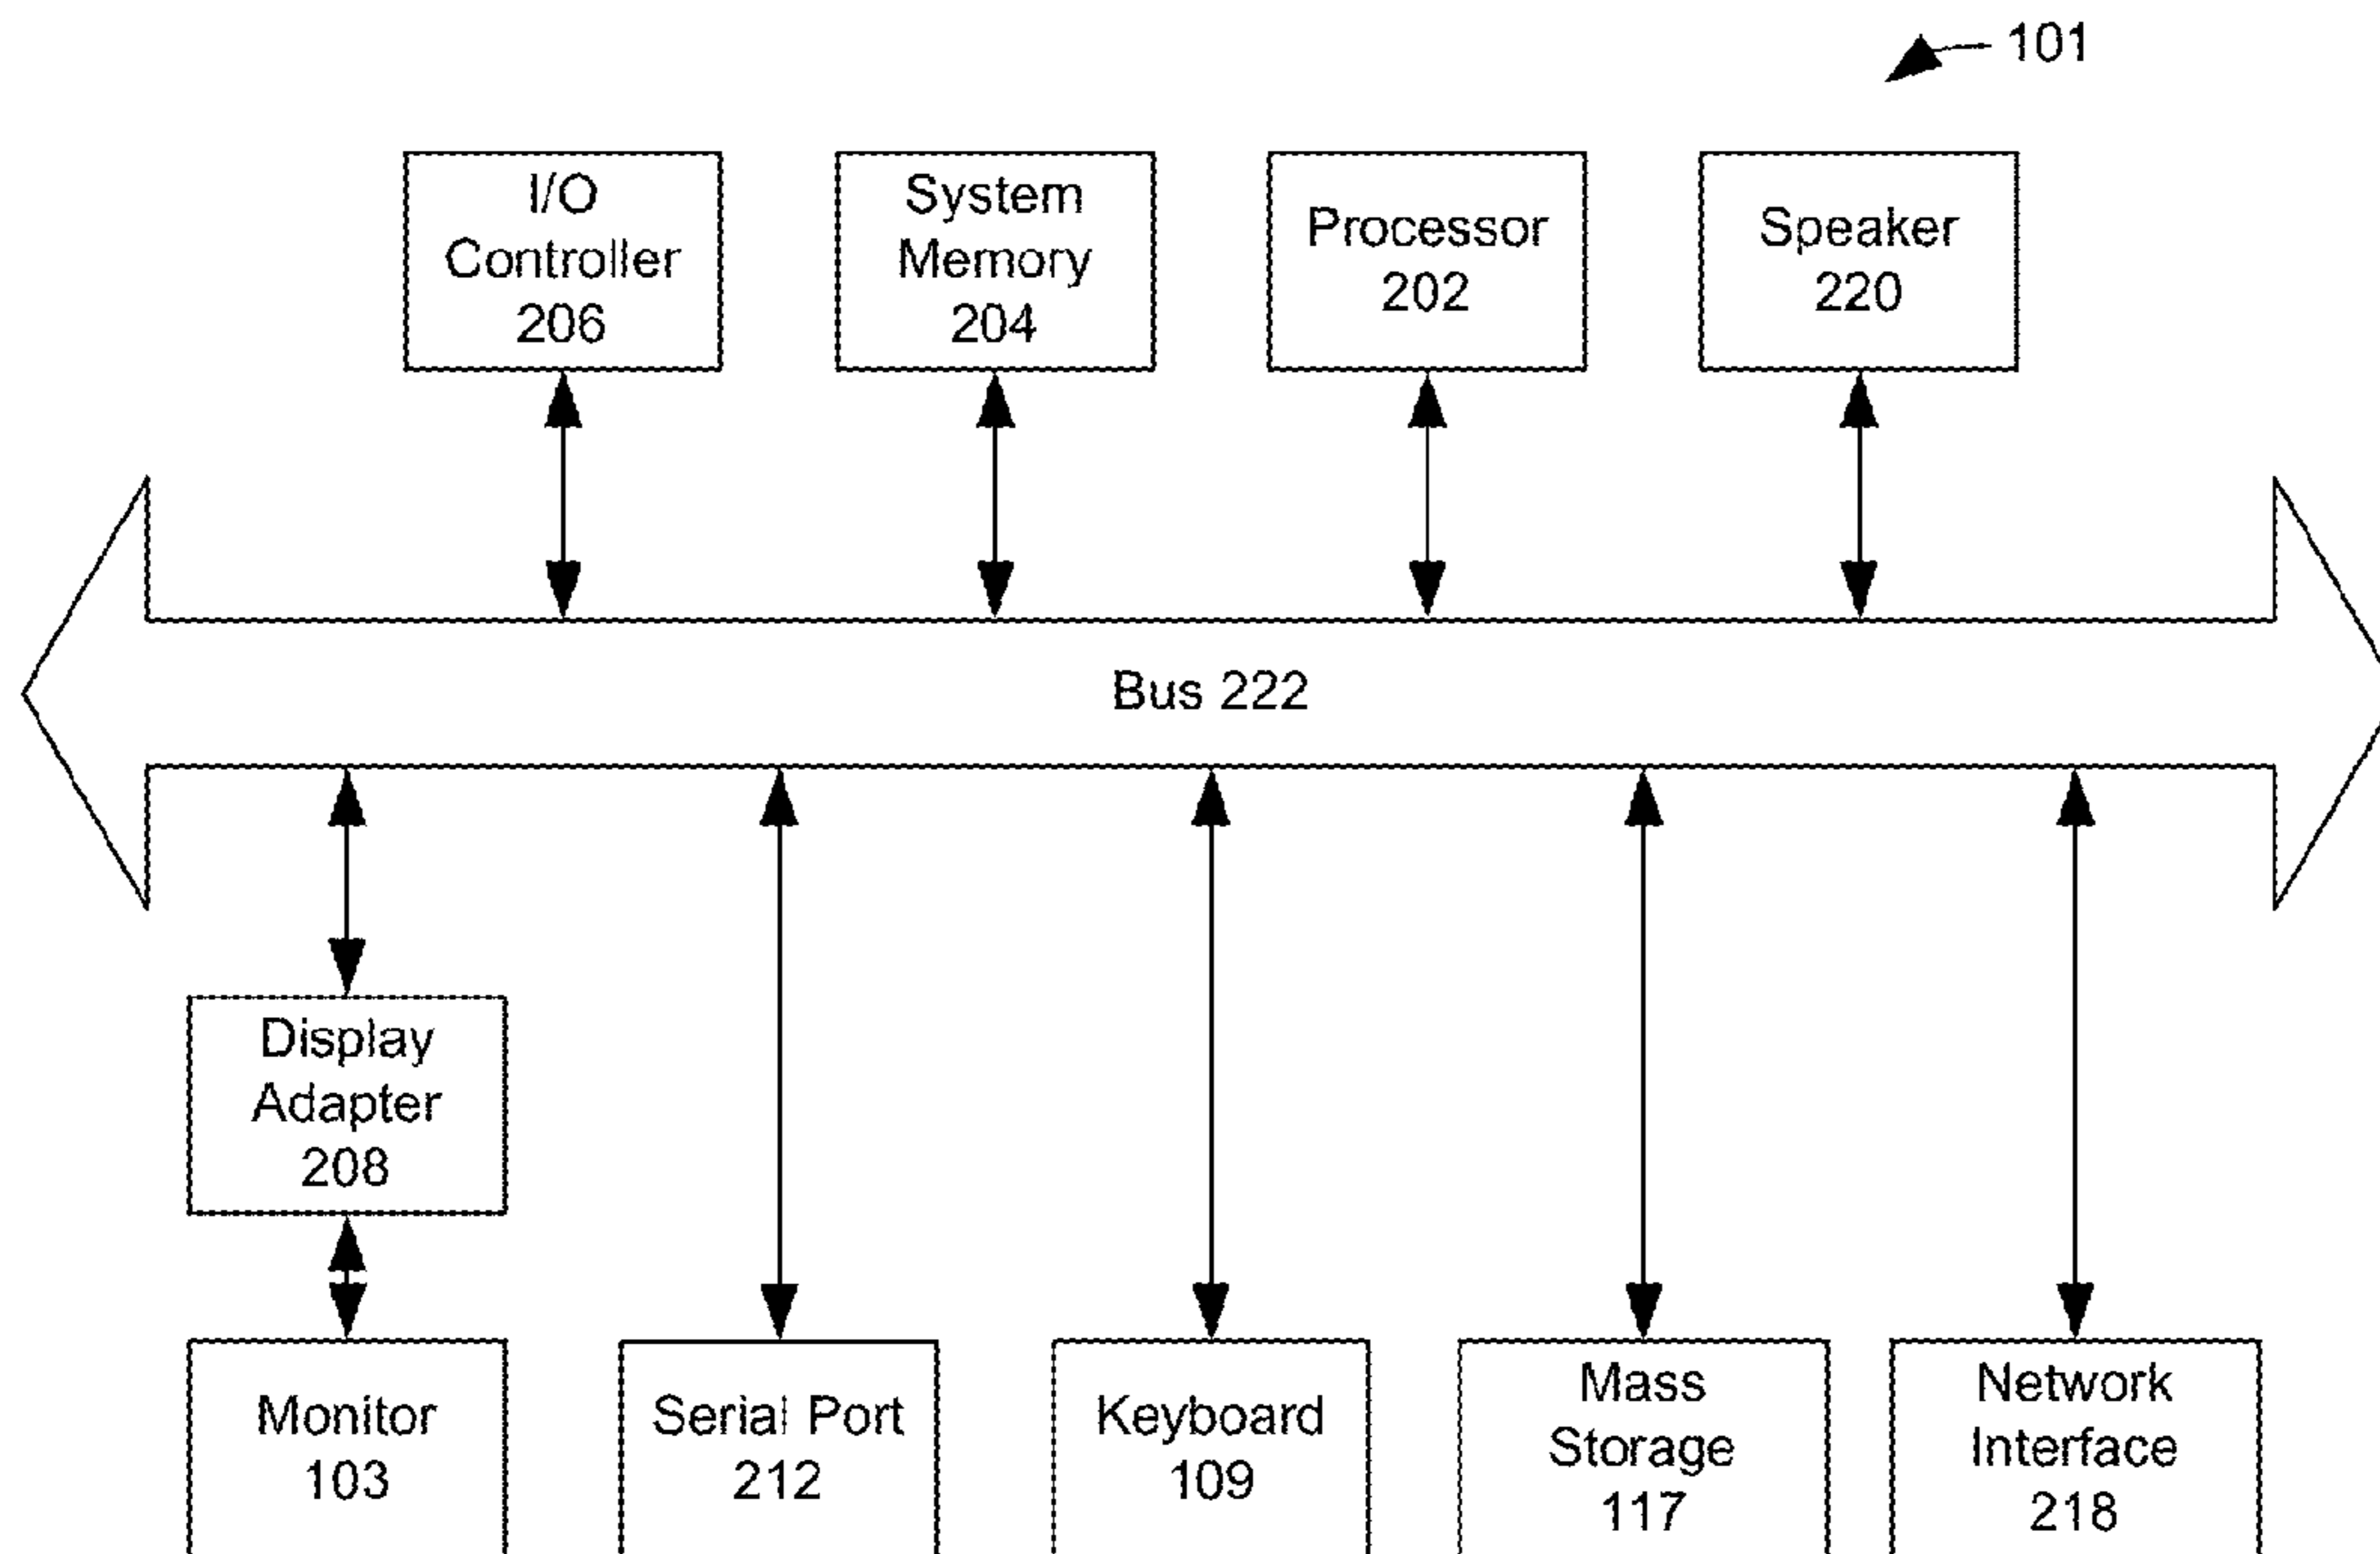 101
I/O
Controller
206
System
Memory
204
Processor
202
Speaker
220
Bus 222
Display
Adapter
208
Monitor
103
Serial Port
212
Keyboard
109
Mass
Storage
117
Network
Interface
218